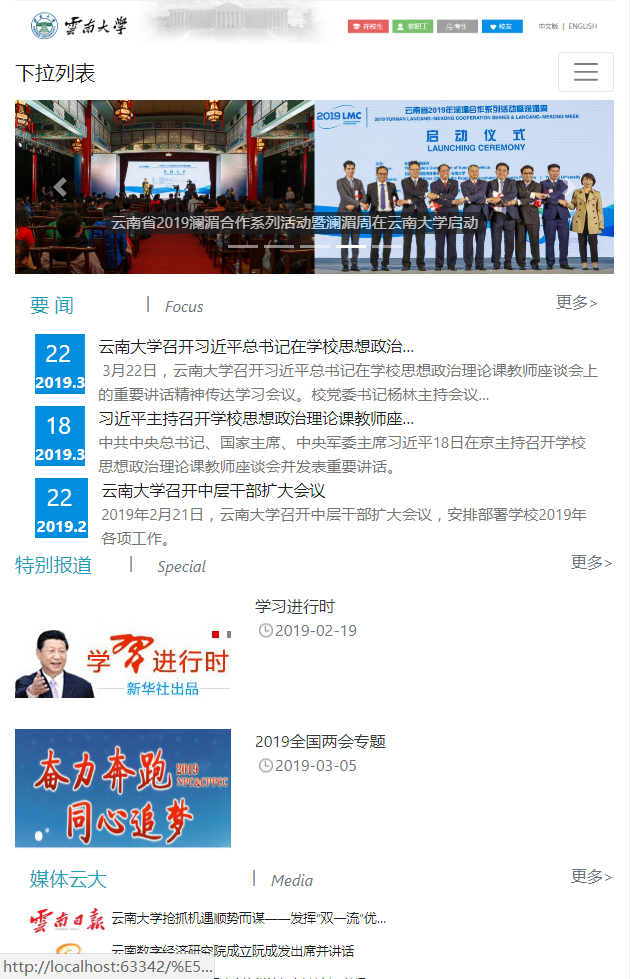 雲南大學
在校生
教职工
考生
校友
中文版 | ENGLISH
下拉列表
2019 LMC
云南省2019年澜湄合作系列活动暨澜湄周
2019 YUNNAN LANCANG-MEKONG COOPERATION SERIES & LANCANG-MEKONG WEEK
启动仪式
LAUNCHING CEREMONY
云南省2019澜湄合作系列活动暨澜湄周在云南大学启动
要 闻 | Focus 更多>
22
2019.3
云南大学召开习近平总书记在学校思想政治...
3月22日，云南大学召开习近平总书记在学校思想政治理论课教师座谈会上
的重要讲话精神传达学习会议。校党委书记杨林主持会议...
18
2019.3
习近平主持召开学校思想政治理论课教师座...
中共中央总书记、国家主席、中央军委主席习近平18日在京主持召开学校
思想政治理论课教师座谈会并发表重要讲话。
22
2019.2
云南大学召开中层干部扩大会议
2019年2月21日，云南大学召开中层干部扩大会议，安排部署学校2019年
各项工作。
特别报道 | Special 更多>
学习进行时
新华社出品
学习进行时
2019-02-19
奋力奔跑
2019
NPC&CPPCC
同心追梦
2019全国两会专题
2019-03-05
媒体云大 | Media 更多>
雲南日报
云南大学抢抓机遇顺势而谋——发挥“双一流”优...
云南数字经济研究院成立阮成发出席并讲话
http://localhost:63342/%E5...